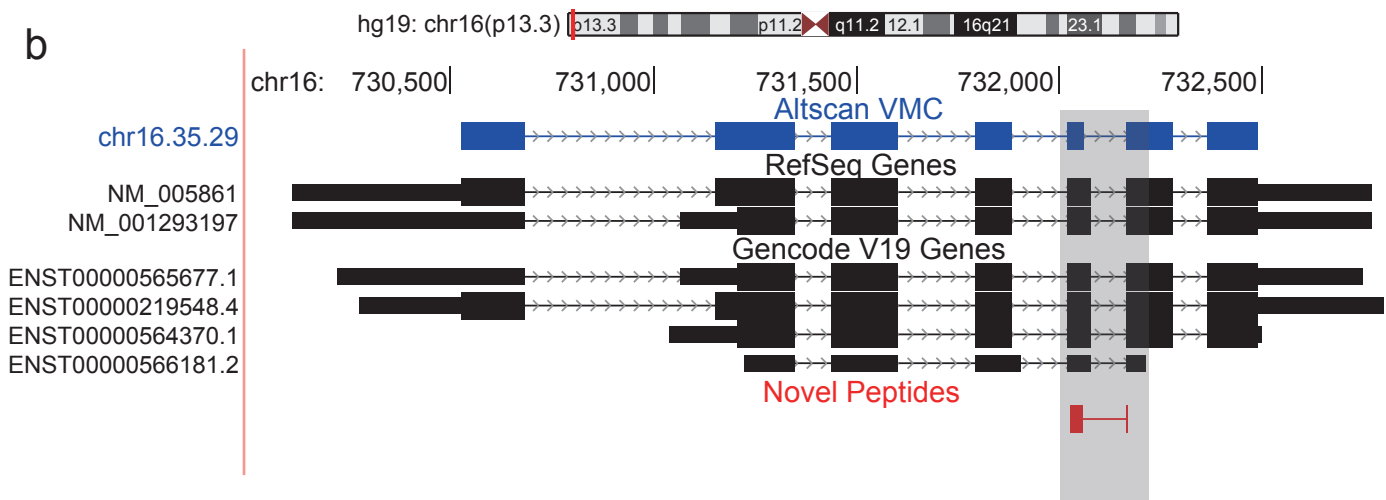 b
hg19: chr16(p13.3)
p13.3 p11.2 q11.2 12.1 16q21 23.1
chr16: 730,500 731,000 731,500 732,000 732,500
Altscan VMC
chr16.35.29
RefSeq Genes
NM_005861
NM_001293197
Gencode V19 Genes
ENST00000565677.1
ENST00000219548.4
ENST00000564370.1
ENST00000566181.2
Novel Peptides